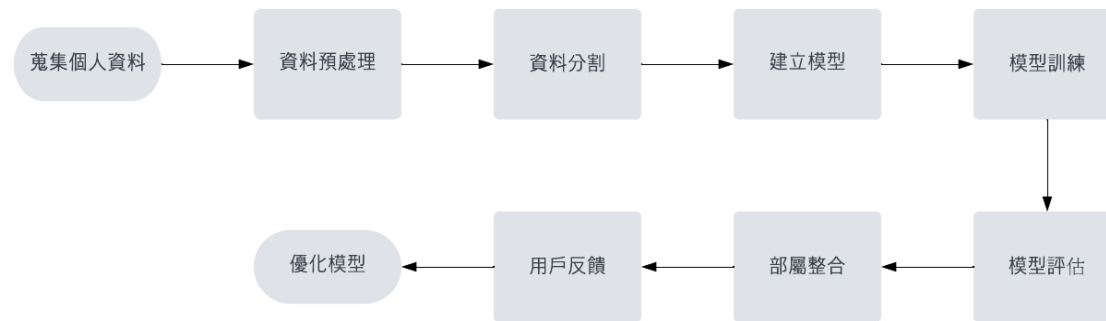 蒐集個人資料
資料預處理
資料分割
建立模型
模型訓練
模型評估
部屬整合
用戶反饋
優化模型